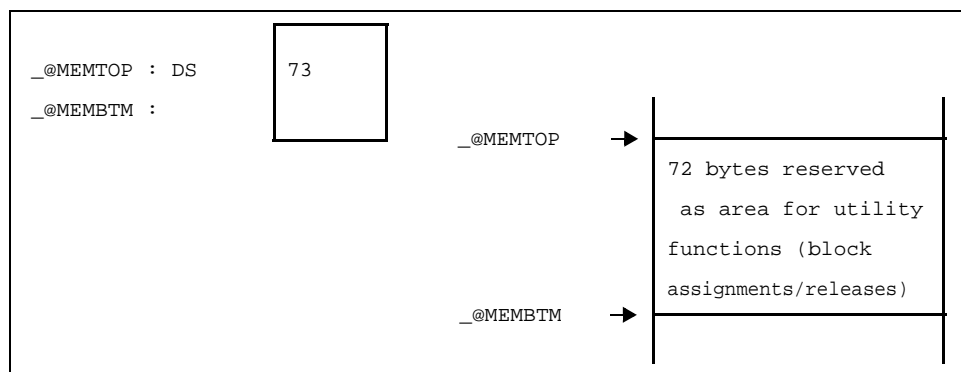 _@MEMTOP : DS 73
_@MEMBTM :
_@MEMTOP
72 bytes reserved
as area for utility
functions (block
assignments/releases)
_@MEMBTM